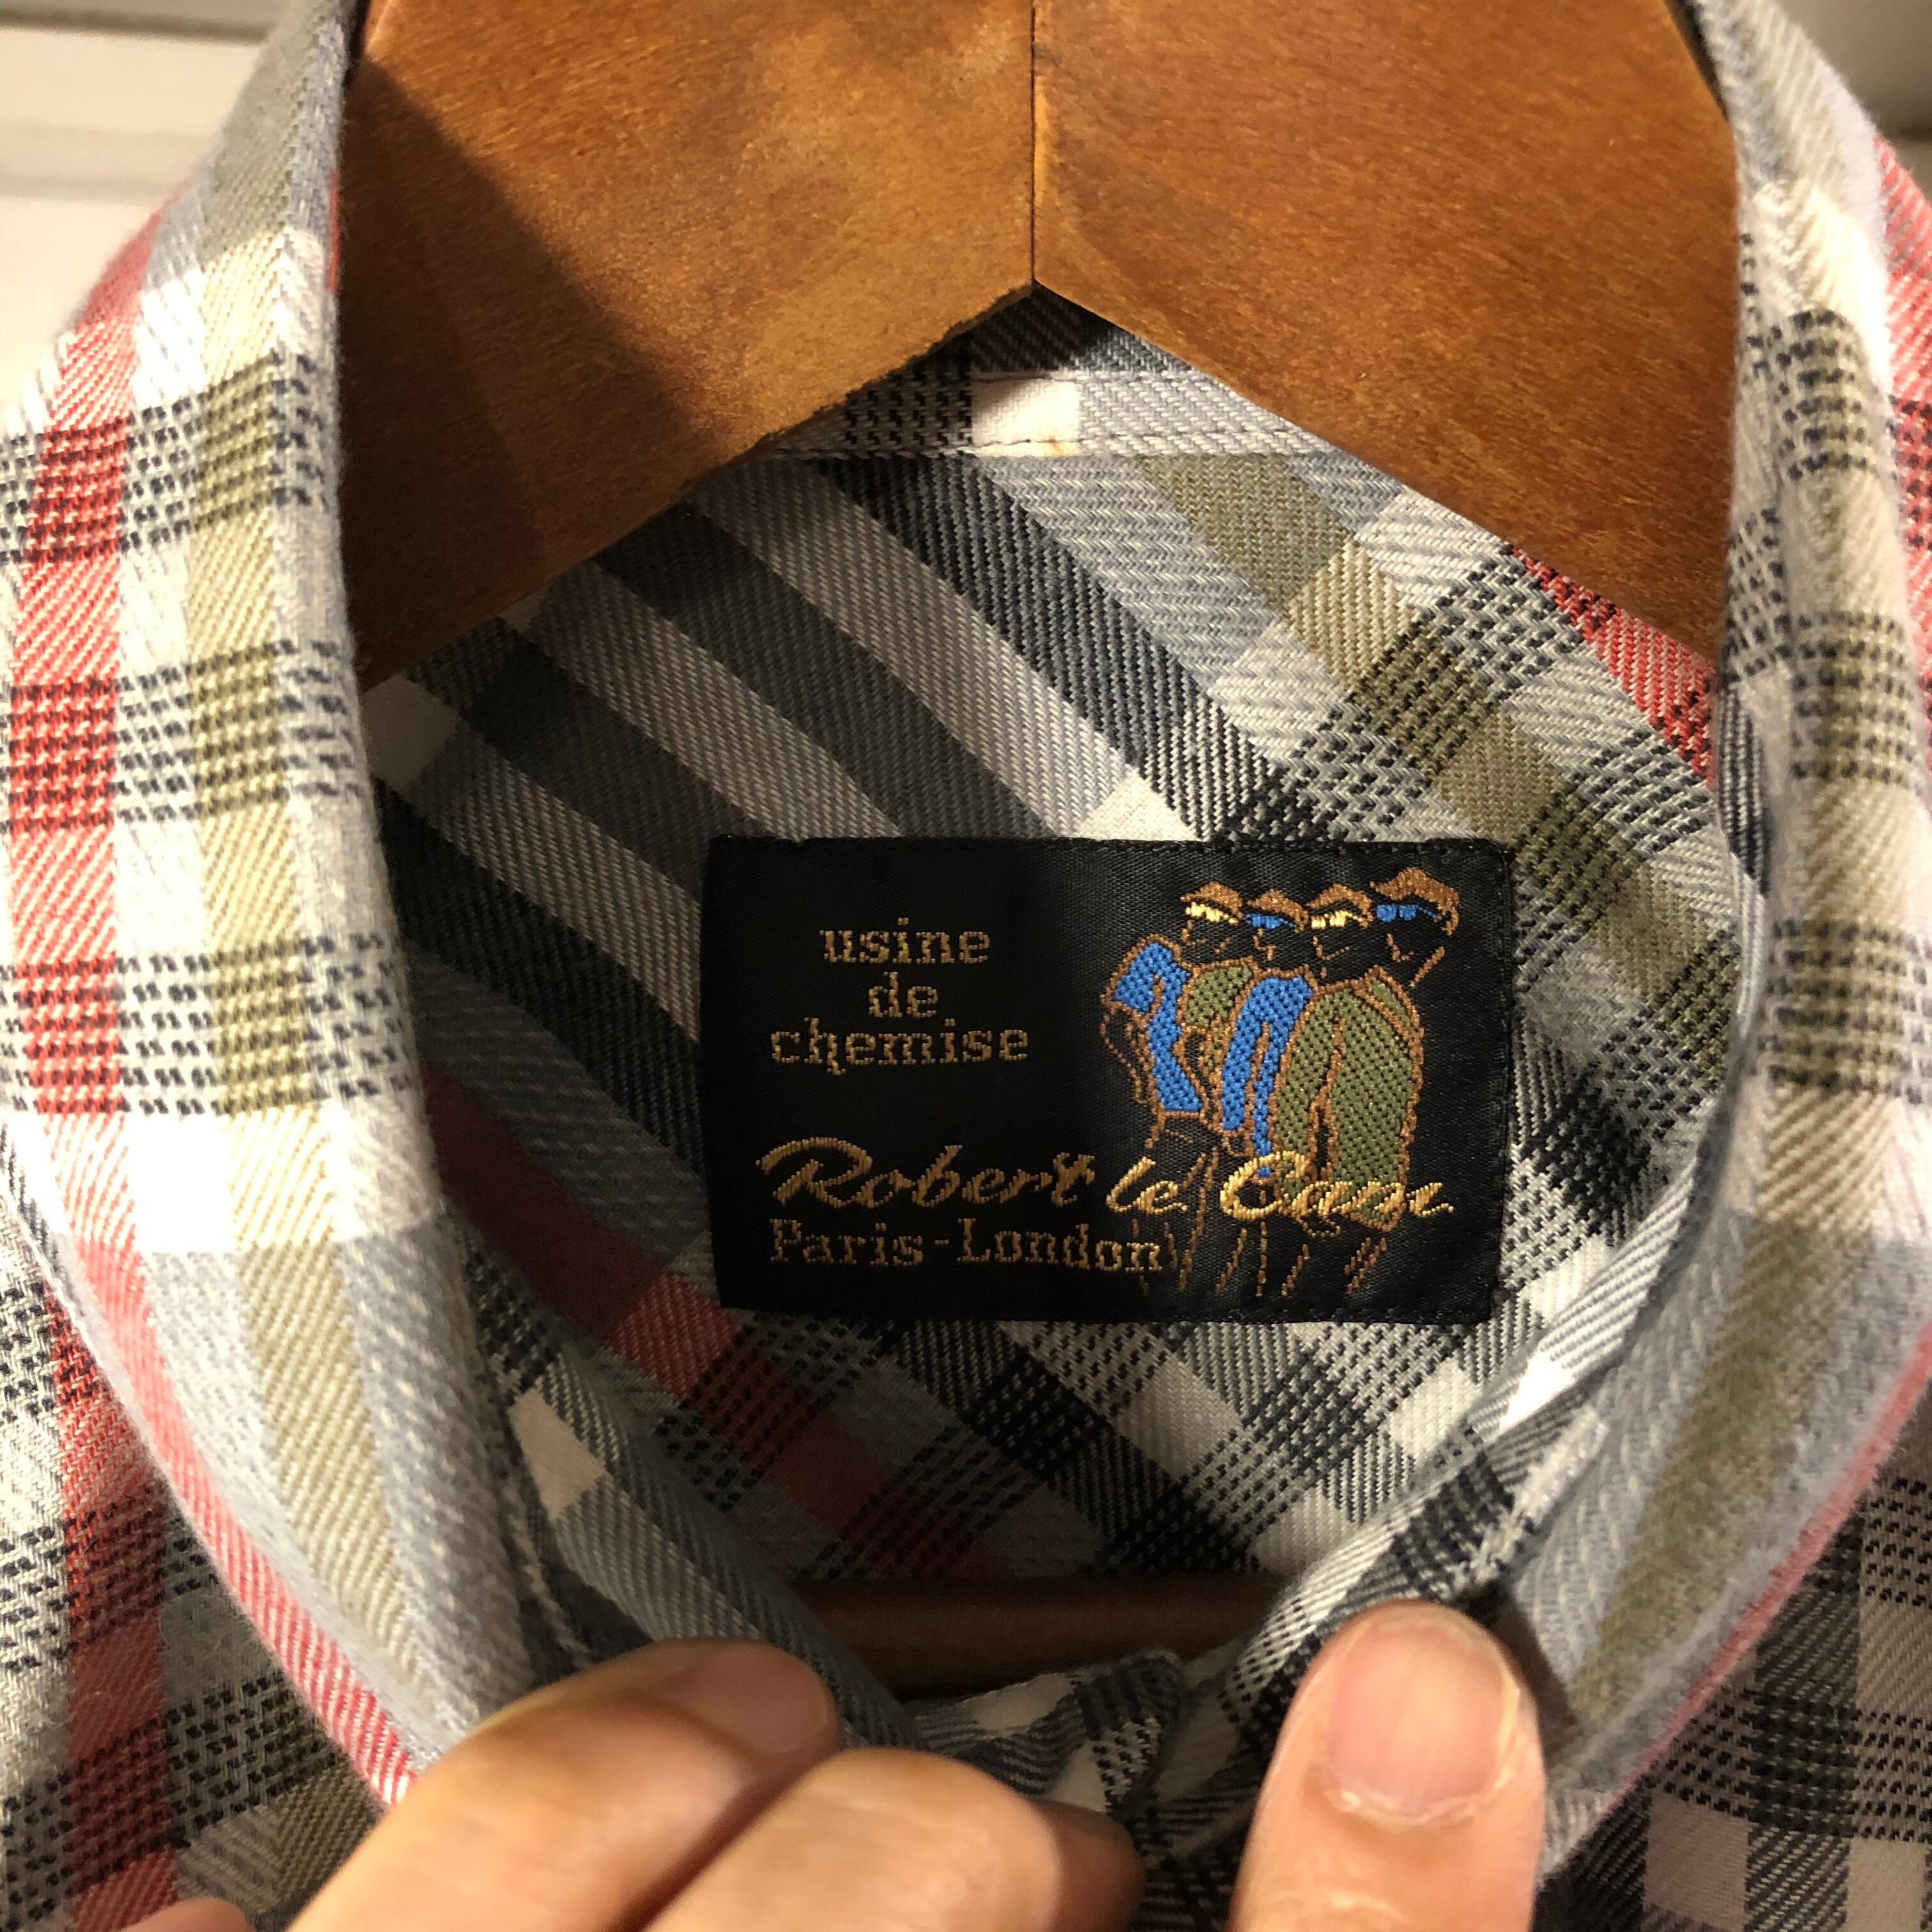 usine
de
chemise
Robert le
Paris-London